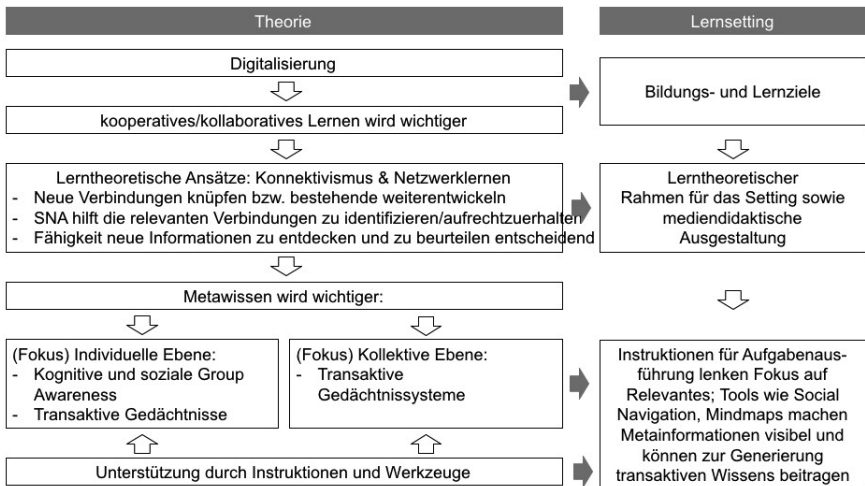 Theorie
Lernsetting
Digitalisierung
kooperatives/kollaboratives Lernen wird wichtiger
Bildungs- und Lernziele
Lerntheoretische Ansätze: Konnektivismus & Netzwerklernen
- Neue Verbindungen knüpfen bzw. bestehende weiterentwickeln
- SNA hilft die relevanten Verbindungen zu identifizieren/aufrechtzuerhalten
- Fähigkeit neue Informationen zu entdecken und zu beurteilen entscheidend
Lerntheoretischer
Rahmen für das Setting sowie
mediendidaktische
Ausgestaltung
Metawissen wird wichtiger:
(Fokus) Individuelle Ebene:
- Kognitive und soziale Group
Awareness
- Transaktive Gedächtnisse
(Fokus) Kollektive Ebene:
- Transaktive
Gedächtnissysteme
Instruktionen für Aufgabenaus-
führung lenken Fokus auf
Relevantes; Tools wie Social
Navigation, Mindmaps machen
Metainformationen visibel und
können zur Generierung
transaktiven Wissens beitragen
Unterstützung durch Instruktionen und Werkzeuge